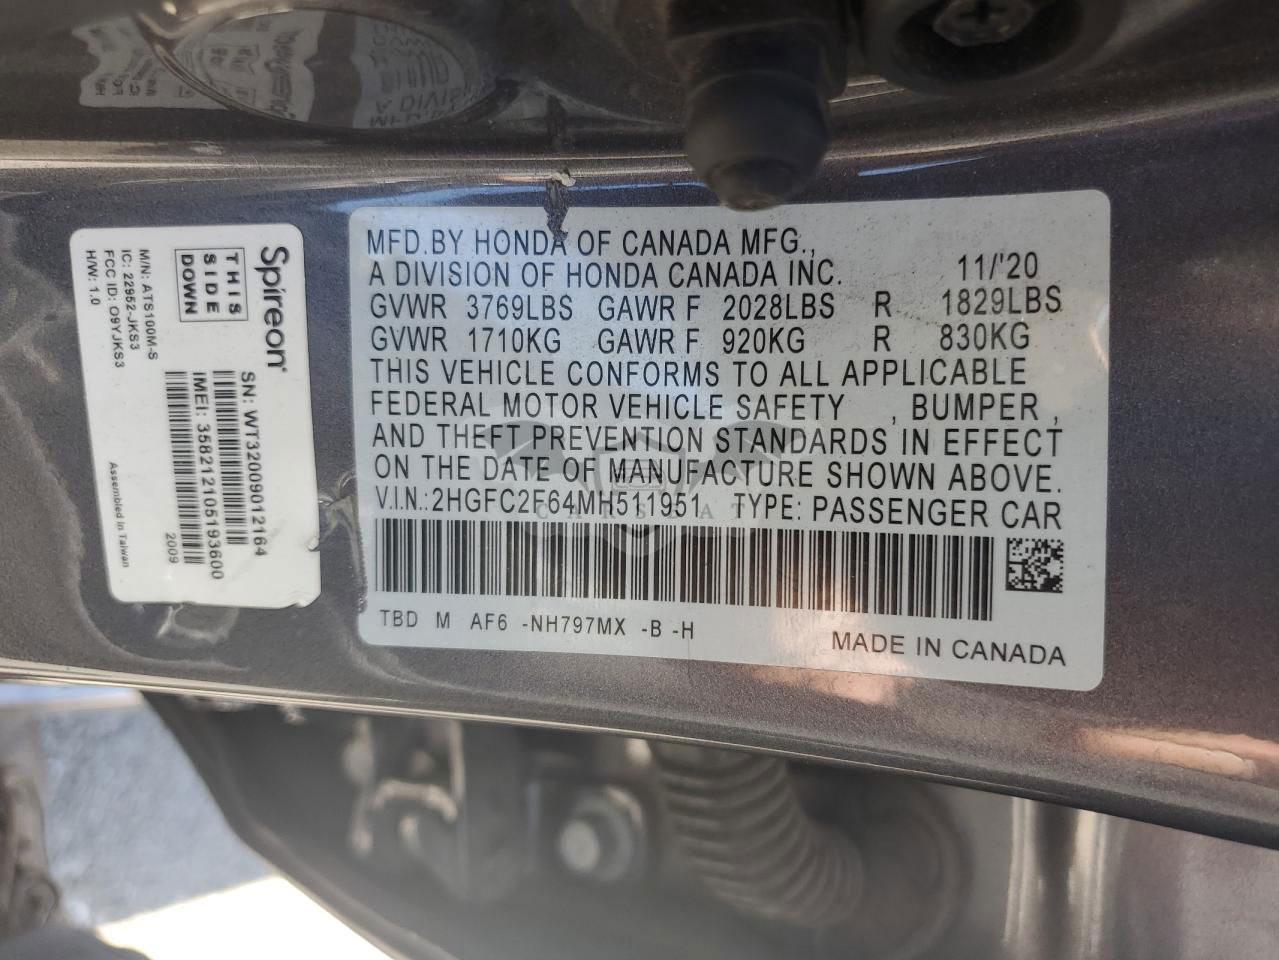 MFD.BY HONDA OF CANADA MFG.,
A DIVISION OF HONDA CANADA INC. 11/'20
GVWR 3769LBS GAWR F 2028LBS R 1829LBS
GVWR 1710KG GAWR F 920KG R 830KG
THIS VEHICLE CONFORMS TO ALL APPLICABLE
FEDERAL MOTOR VEHICLE SAFETY , BUMPER ,
AND THEFT PREVENTION STANDARDS IN EFFECT
ON THE DATE OF MANUFACTURE SHOWN ABOVE.
V.I.N.:2HGFC2F64MH511951 TYPE: PASSENGER CAR
TBD M AF6 -NH797MX -B -H
MADE IN CANADA
Spireon
THIS
SIDE
DOWN
M/N: ATS100M-S
IC: 22952-JKS3
FCC ID: O9YJKS3
H/W: 1.0
SN: WT32009012164
IMEI: 358212105193600
2009
Assembled in Taiwan